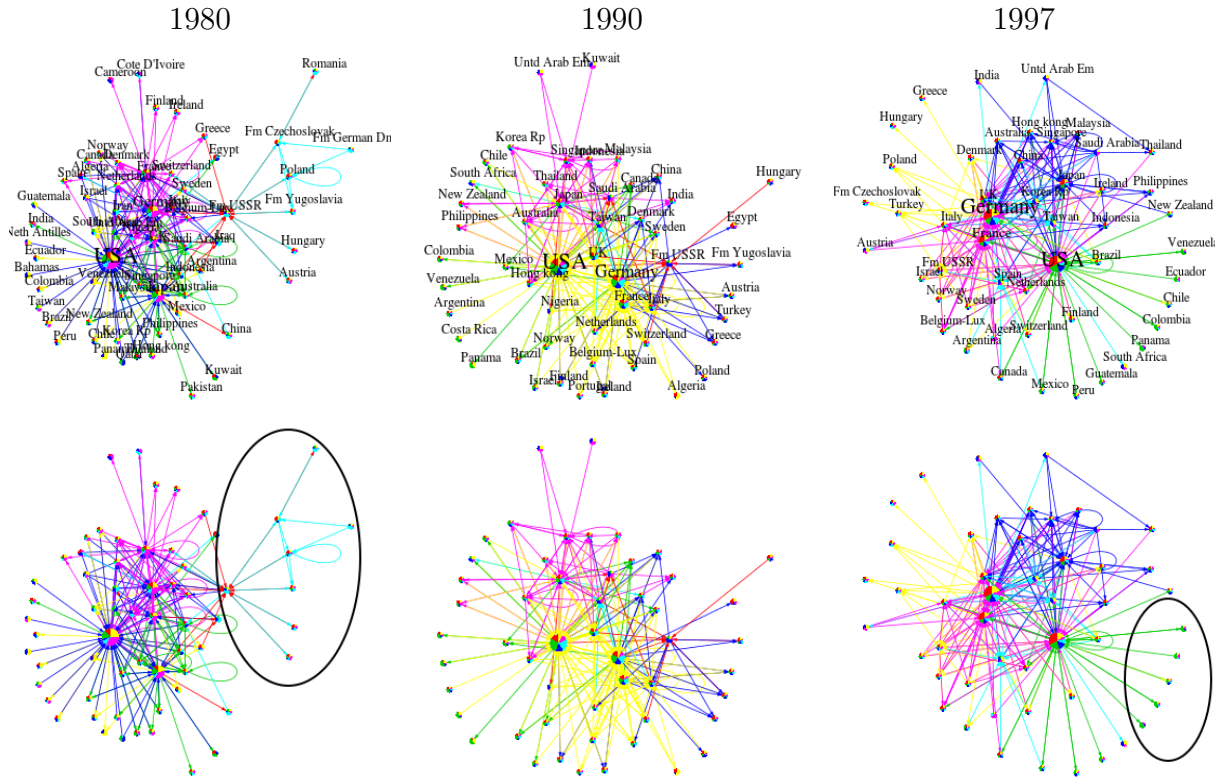 1980
1990
1997
Cote D'Ivoire
Cameroon
Romania
Finland
Ireland
Greece
Fm Czechoslovak
Norway
Denmark
Egypt
Switzerland
Algeria
Netherlands
Poland
Spain
Israel
Sweden
Guatemala
Iran
Germany
Fm USSR
Fm Yugoslavia
India
Neth Antilles
Saudi Arabia
Iraq
Ecuador
USA
Argentina
Hungary
Bahamas
Indonesia
Austria
Colombia
Australia
Taiwan
Mexico
New Zealand
Brazil
Philippines
China
Peru
Chile
Korea Rp
Hong kong
Kuwait
Pakistan
Untd Arab Em
Kuwait
Korea Rp
Singapore
Indonesia
Malaysia
Chile
South Africa
Thailand
Canada
China
Hungary
New Zealand
Japan
Saudi Arabia
India
Philippines
Australia
Taiwan
Denmark
Egypt
Sweden
Colombia
Mexico
USA
UK
Fm USSR
Fm Yugoslavia
Venezuela
Hong kong
Germany
Argentina
Nigeria
France
Italy
Austria
Costa Rica
Netherlands
Turkey
Norway
Switzerland
Greece
Panama
Brazil
Belgium-Lux
Spain
Poland
Israel
Finland
Portugal
Ireland
Algeria
Untd Arab Em
India
Greece
Hungary
Hong kong
Malaysia
Australia
Singapore
Saudi Arabia
Thailand
Denmark
China
Poland
Japan
Fm Czechoslovak
Korea Rp
Ireland
Philippines
Turkey
Germany
New Zealand
Italy
Taiwan
Indonesia
Austria
France
Venezuela
Fm USSR
USA
Brazil
Israel
Spain
Ecuador
Norway
Netherlands
Sweden
Chile
Belgium-Lux
Finland
Colombia
Algeria
Switzerland
Argentina
Panama
South Africa
Canada
Mexico
Guatemala
Peru